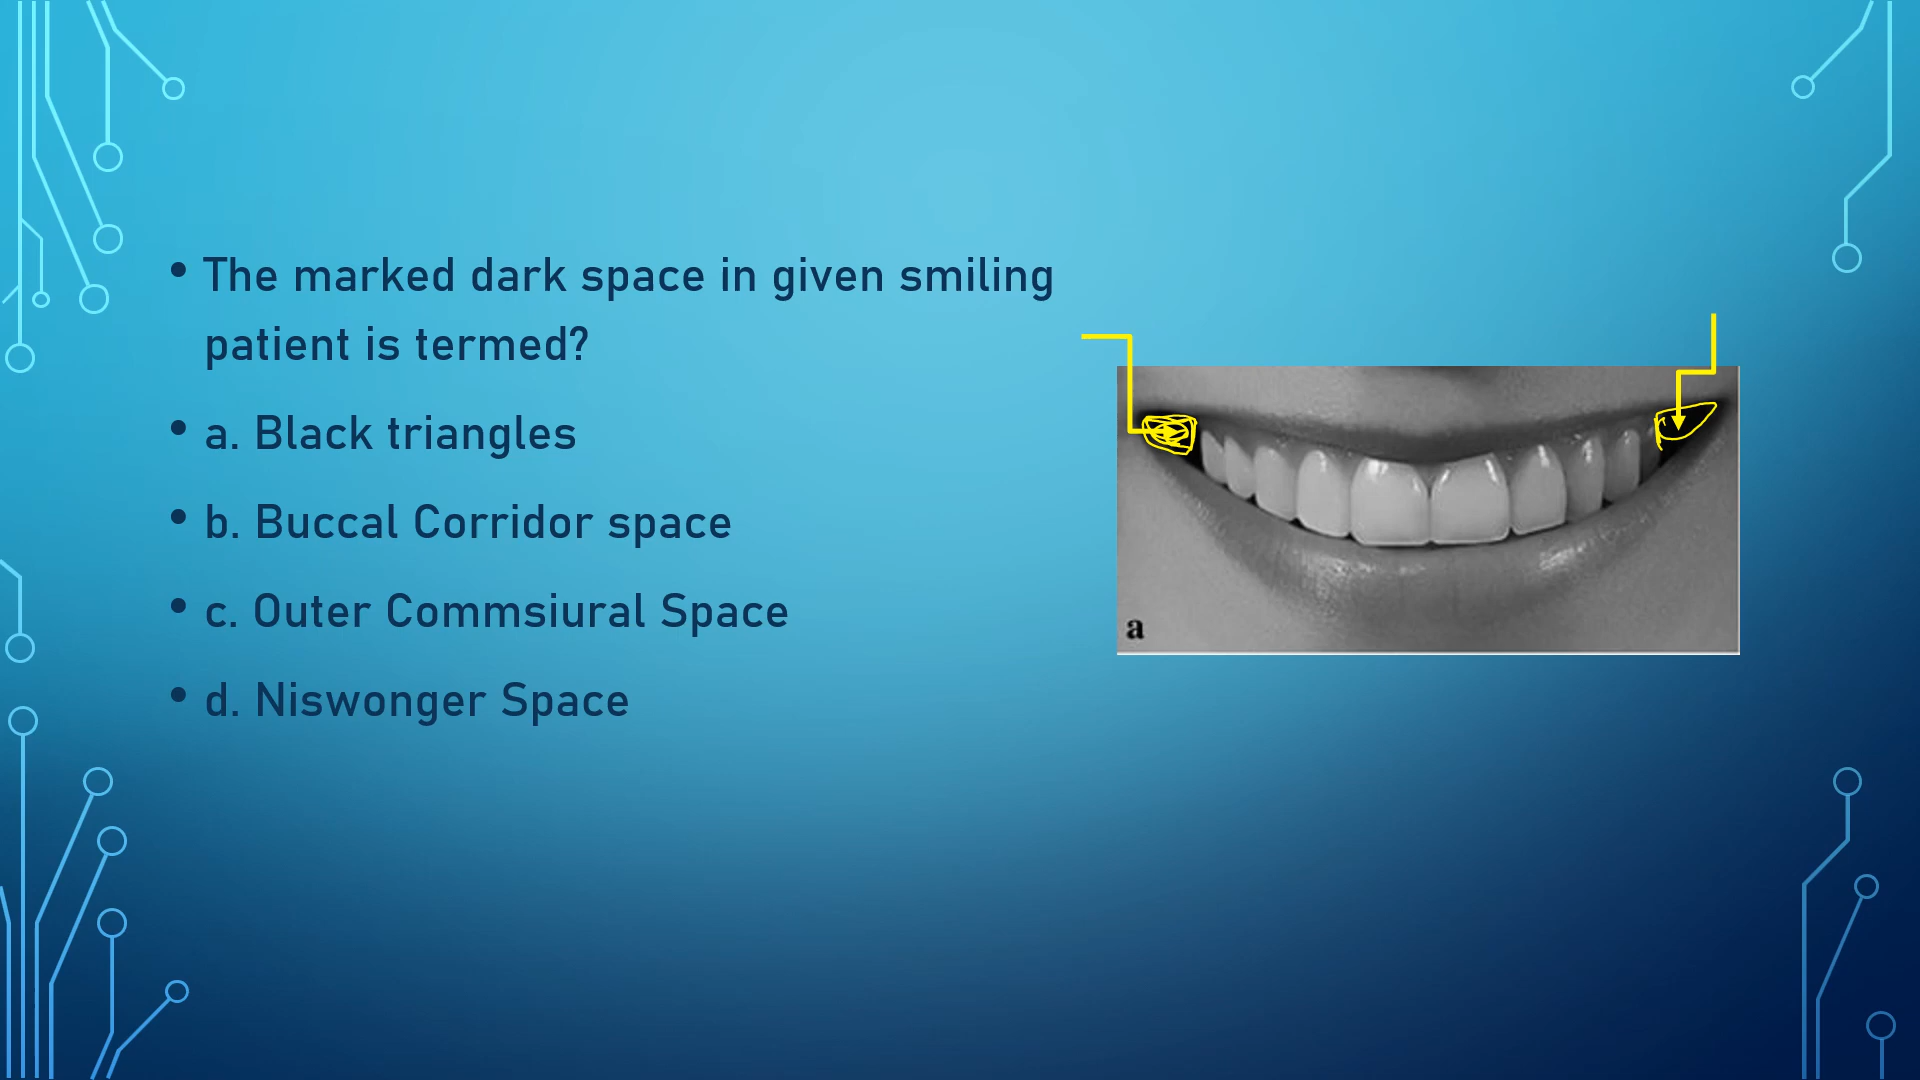 • The marked dark space in given smiling
patient is termed?
• a. Black triangles
• b. Buccal Corridor space
• c. Outer Commsiural Space
• d. Niswonger Space
a